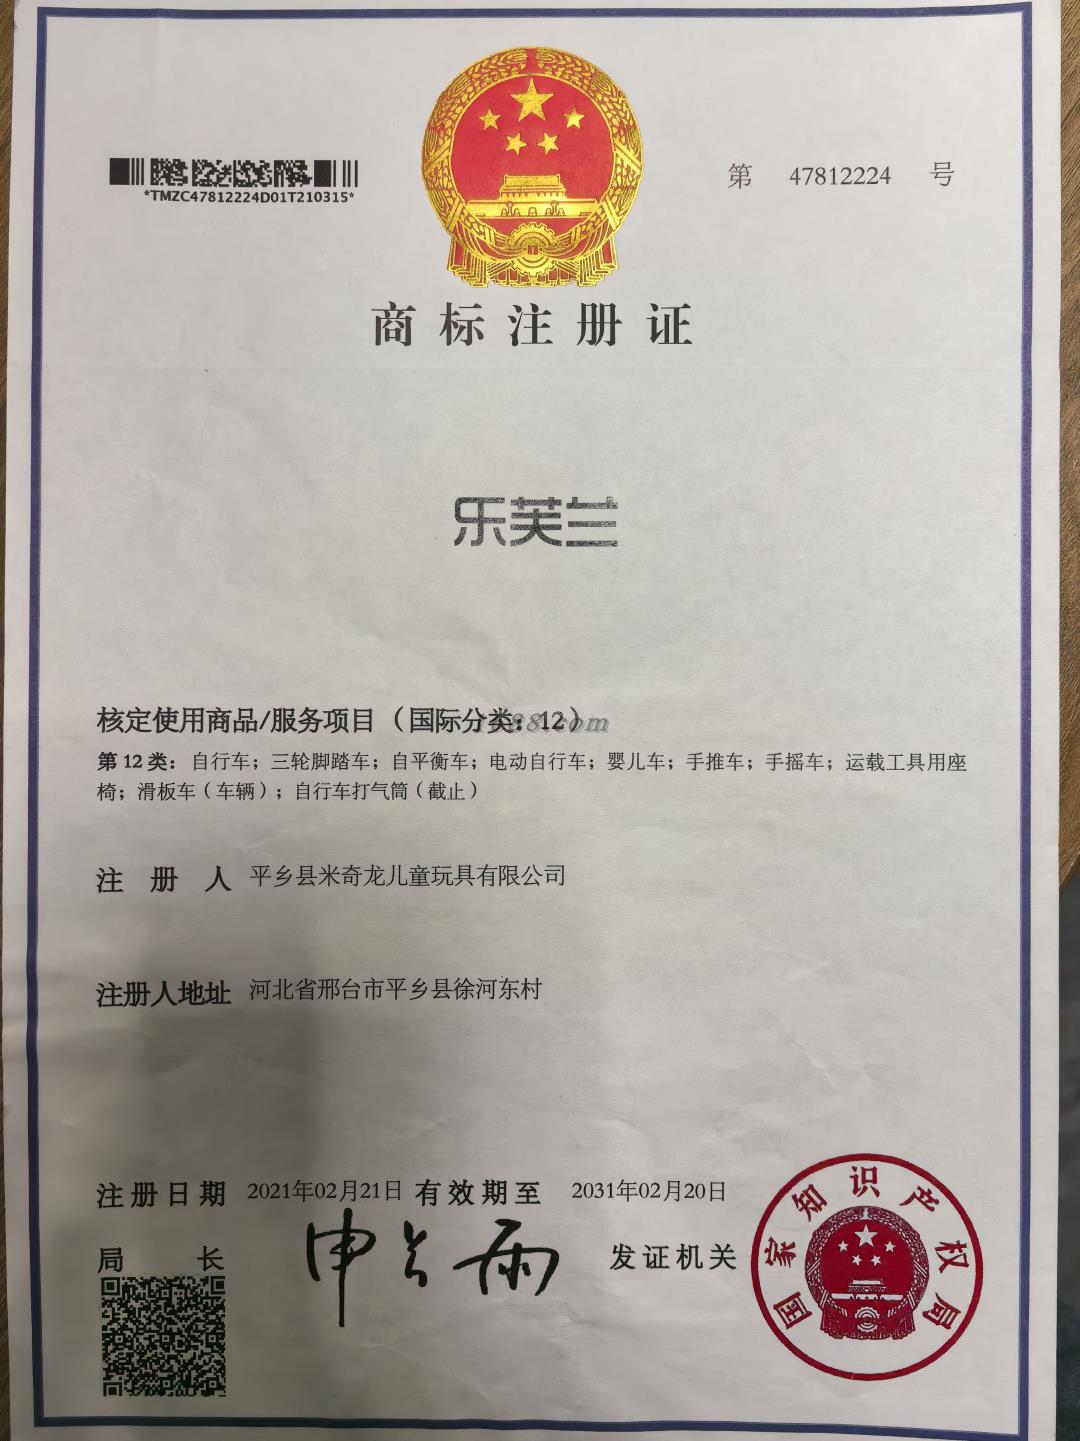 第 47812224 号
*TMZC47812224D01T210315*
商标注册证
乐芙兰
核定使用商品/服务项目（国际分类：12）
第 12 类：自行车；三轮脚踏车；自平衡车；电动自行车；婴儿车；手推车；手摇车；运载工具用座
椅；滑板车（车辆）；自行车打气筒（截止）
注册人 平乡县米奇龙儿童玩具有限公司
注册人地址 河北省邢台市平乡县徐河东村
注册日期 2021年02月21日 有效期至 2031年02月20日
局长 申长雨 发证机关
国家知识产权局